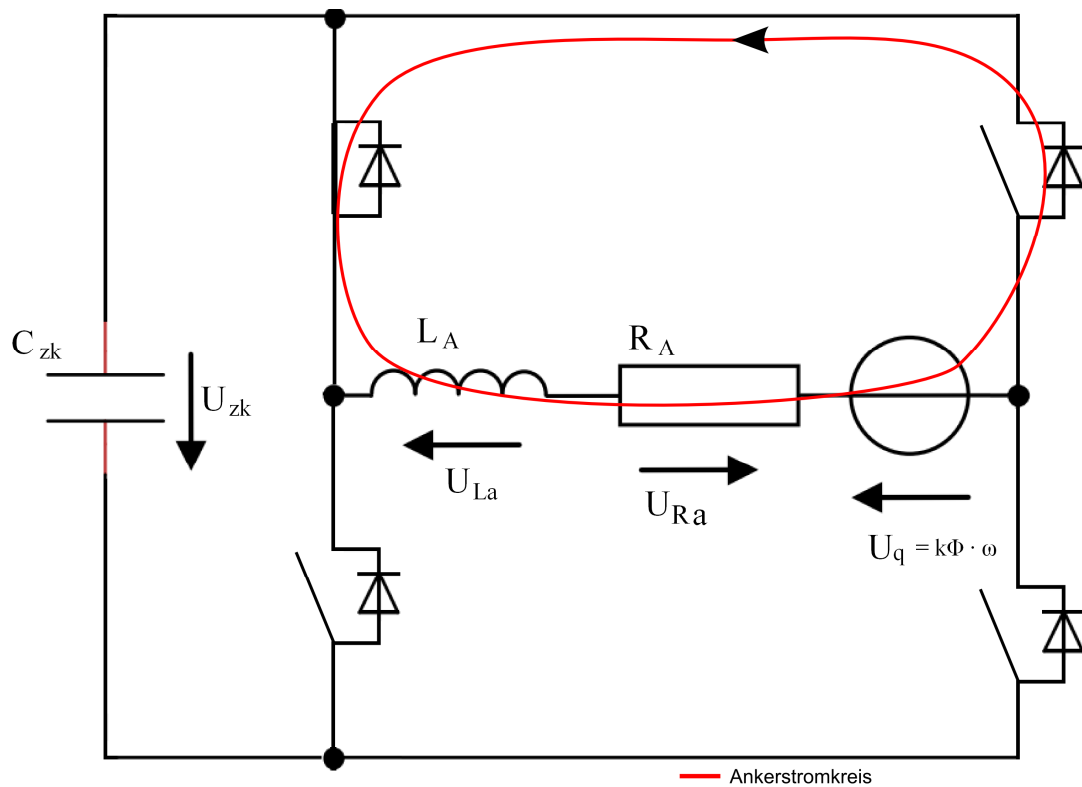 C zk
U zk
L A
R A
U La
U Ra
U q = kΦ · ω
Ankerstromkreis